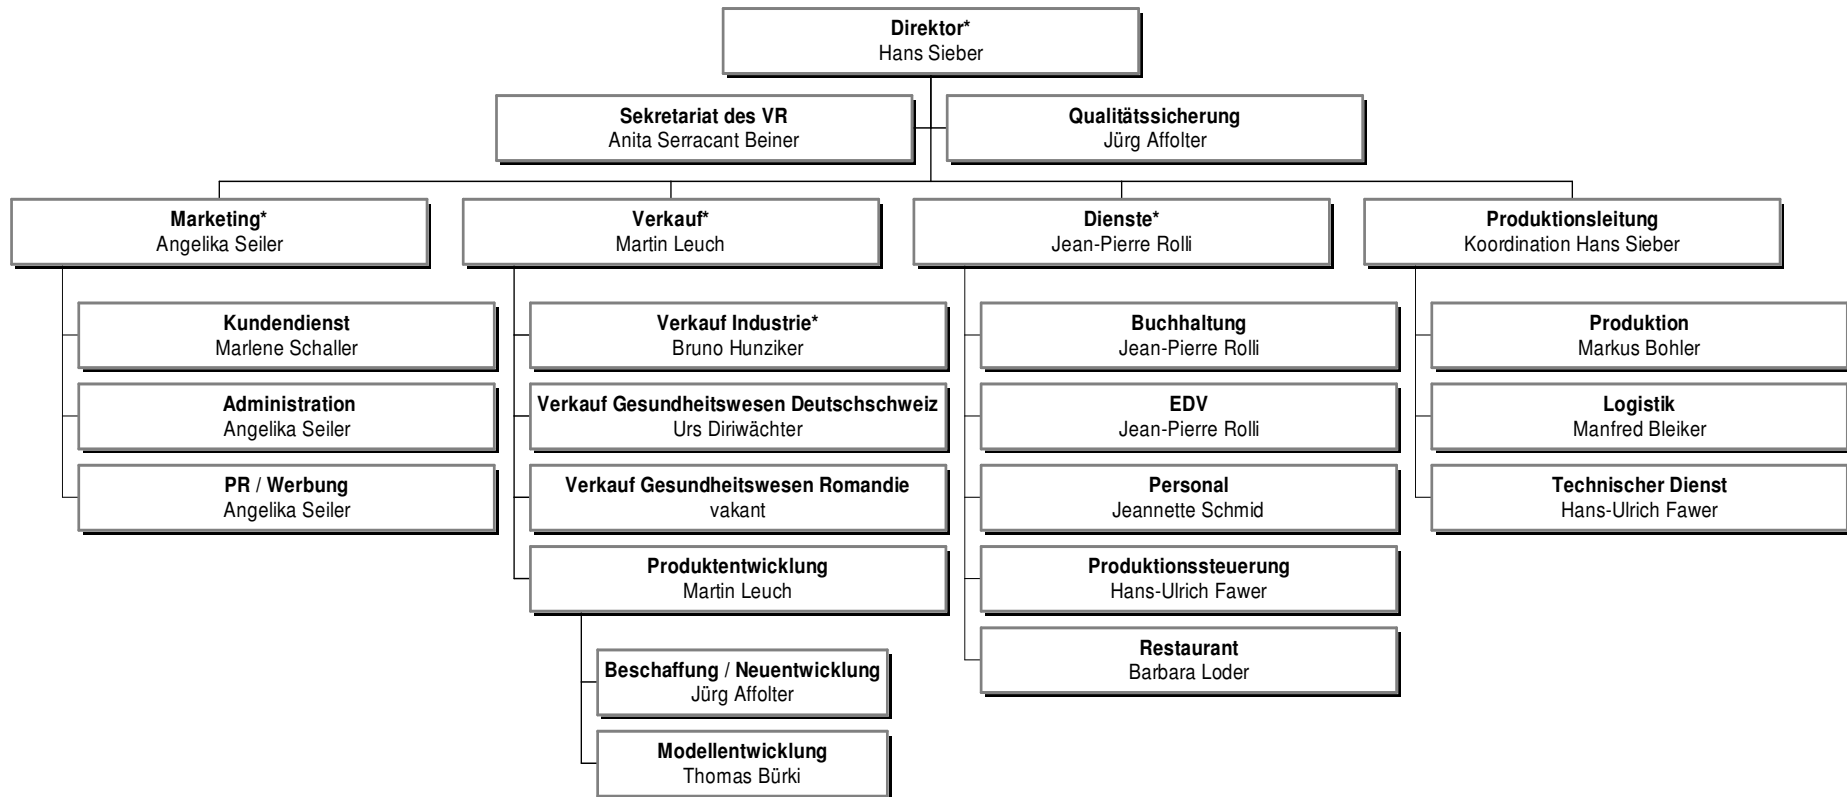 Direktor*
Hans Sieber
Sekretariat des VR
Anita Serracant Beiner
Qualitätssicherung
Jürg Affolter
Marketing*
Angelika Seiler
Verkauf*
Martin Leuch
Dienste*
Jean-Pierre Rolli
Produktionsleitung
Koordination Hans Sieber
Kundendienst
Marlene Schaller
Administration
Angelika Seiler
PR / Werbung
Angelika Seiler
Verkauf Industrie*
Bruno Hunziker
Verkauf Gesundheitswesen Deutschschweiz
Urs Diriwächter
Verkauf Gesundheitswesen Romandie
vakant
Produktentwicklung
Martin Leuch
Beschaffung / Neuentwicklung
Jürg Affolter
Modellentwicklung
Thomas Bürki
Buchhaltung
Jean-Pierre Rolli
EDV
Jean-Pierre Rolli
Personal
Jeannette Schmid
Produktionssteuerung
Hans-Ulrich Fawer
Restaurant
Barbara Loder
Produktion
Markus Bohler
Logistik
Manfred Bleiker
Technischer Dienst
Hans-Ulrich Fawer